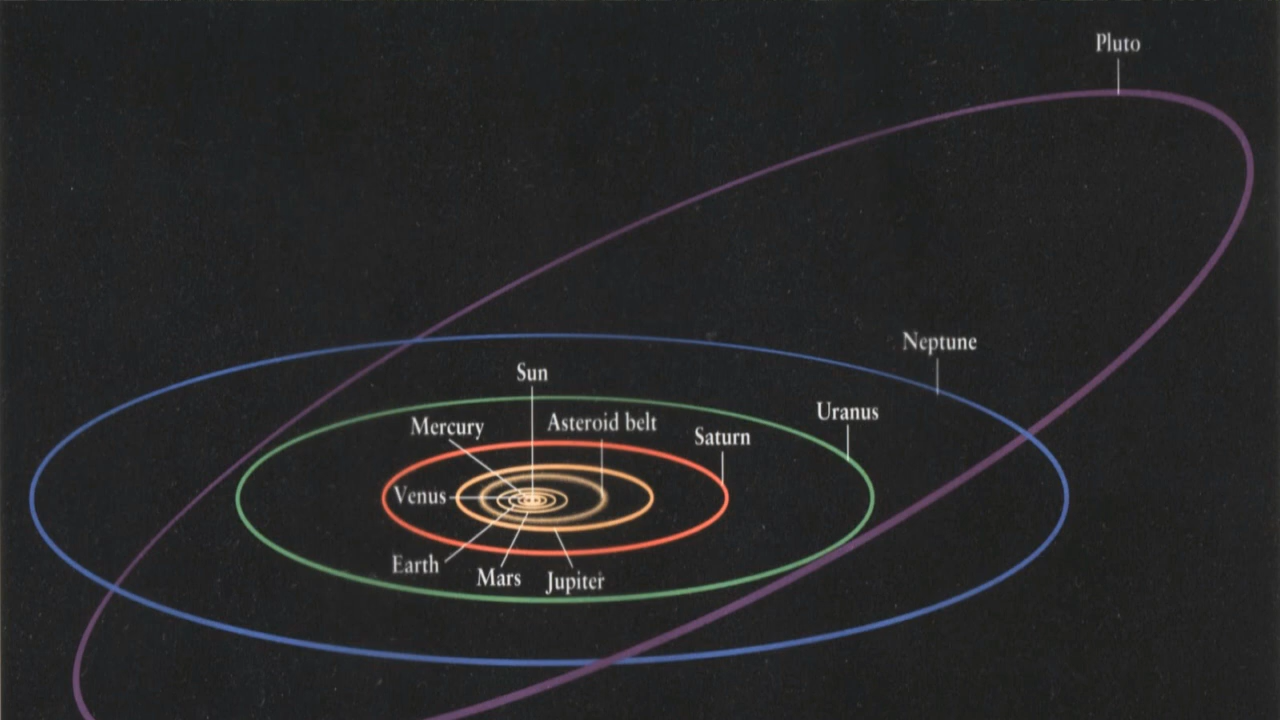 Pluto
Neptune
Sun
Uranus
Asteroid belt
Mercury
Saturn
Venus
Earth
Mars
Jupiter